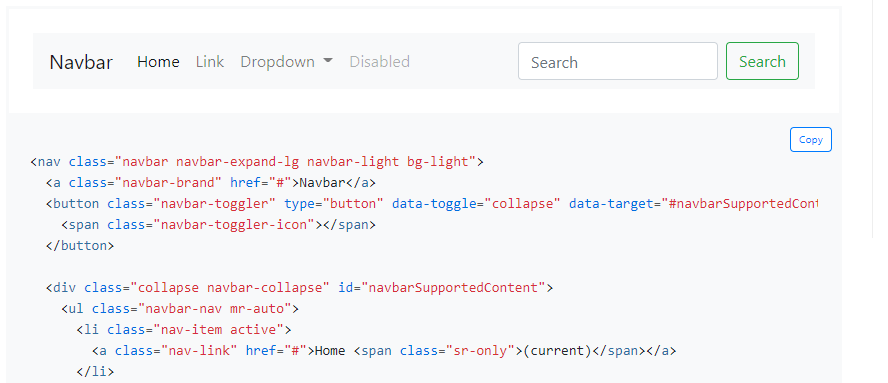 Navbar Home Link Dropdown Disabled Search Search
Copy
<nav class="navbar navbar-expand-lg navbar-light bg-light">
<a class="navbar-brand" href="#">Navbar</a>
<button class="navbar-toggler" type="button" data-toggle="collapse" data-target="#navbarSupportedCont
<span class="navbar-toggler-icon"></span>
</button>
<div class="collapse navbar-collapse" id="navbarSupportedContent">
<ul class="navbar-nav mr-auto">
<li class="nav-item active">
<a class="nav-link" href="#">Home <span class="sr-only">(current)</span></a>
</li>